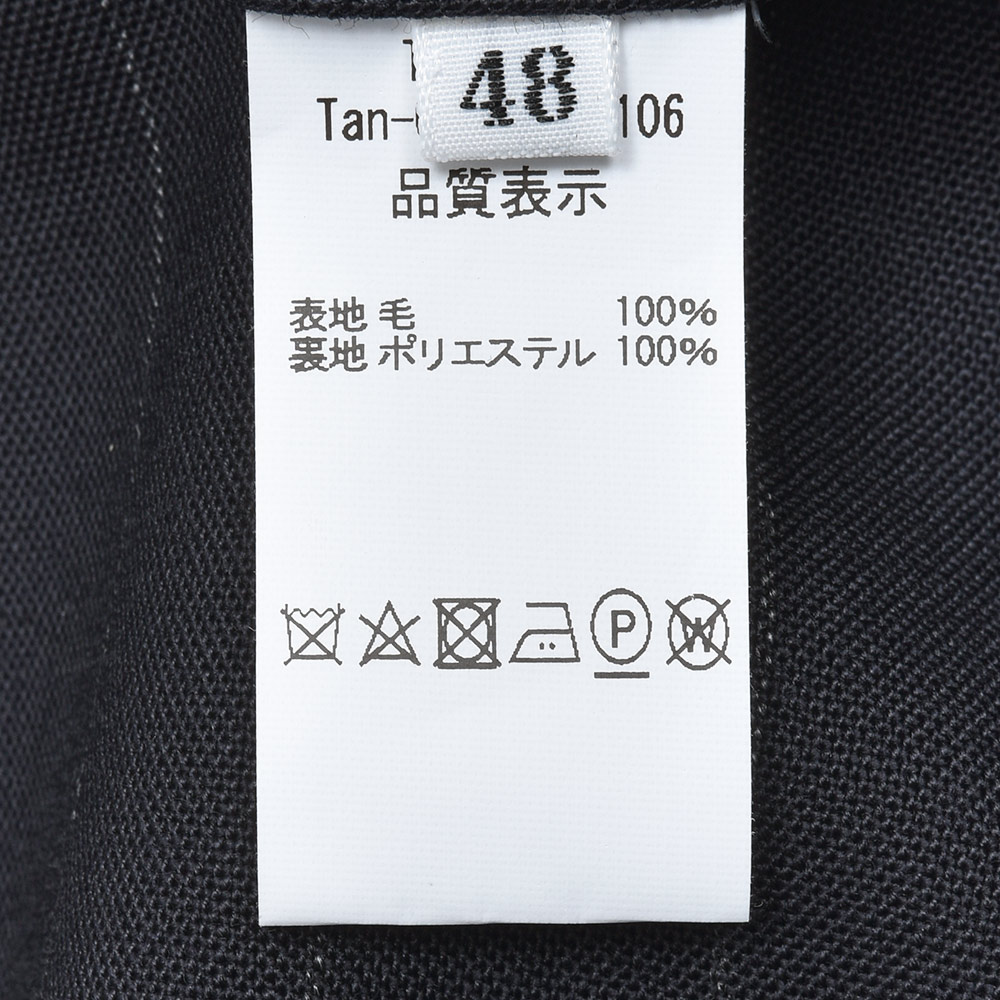 48
Tan- 106
品質表示
表地 毛 100%
裏地 ポリエステル 100%
P
W